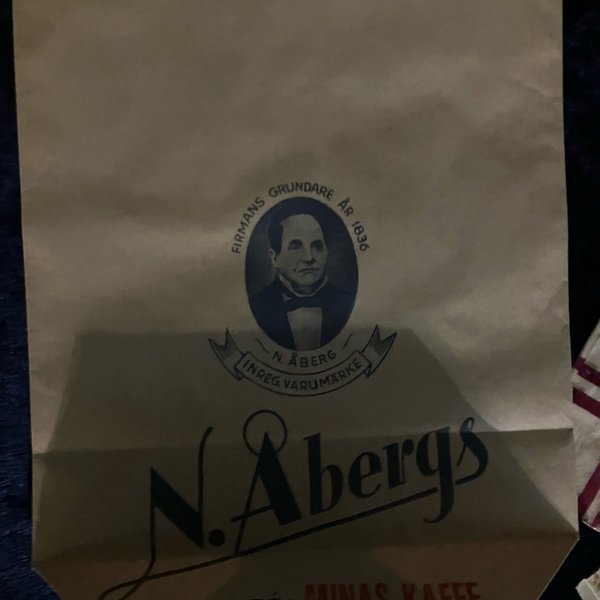 FIRMANS GRUNDARE ÅR 1836
N. ÅBERG
INREG. VARUMÄRKE
N. Åbergs
MINAS KAFFE